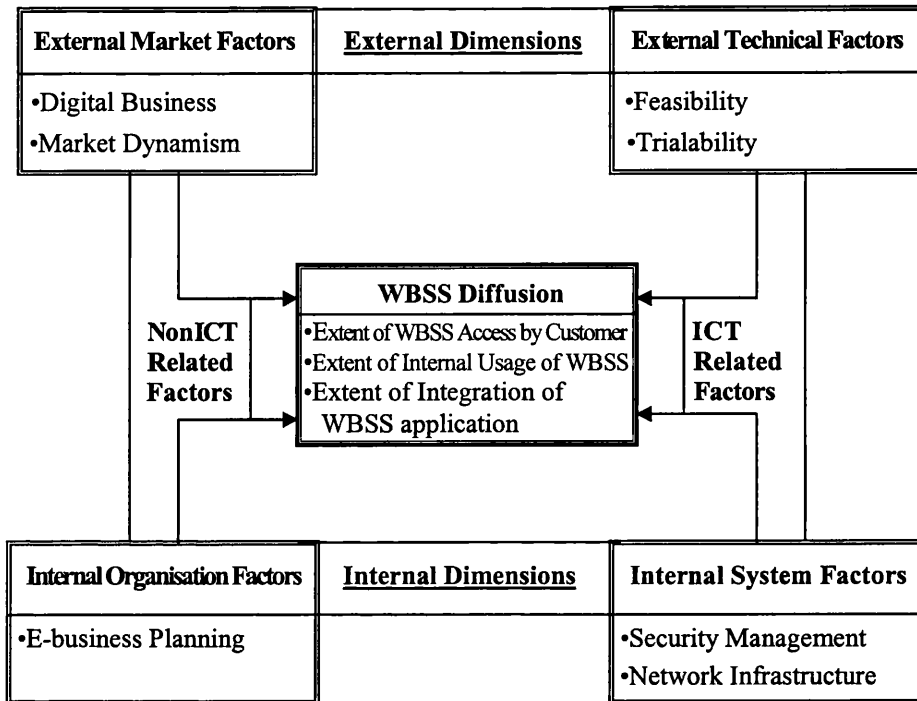 External Market Factors
External Dimensions
External Technical Factors
•Digital Business
•Market Dynamism
•Feasibility
•Trialability
WBSS Diffusion
•Extent of WBSS Access by Customer
•Extent of Internal Usage of WBSS
•Extent of Integration of
WBSS application
NonICT
Related
Factors
ICT
Related
Factors
Internal Organisation Factors
Internal Dimensions
Internal System Factors
•E-business Planning
•Security Management
•Network Infrastructure